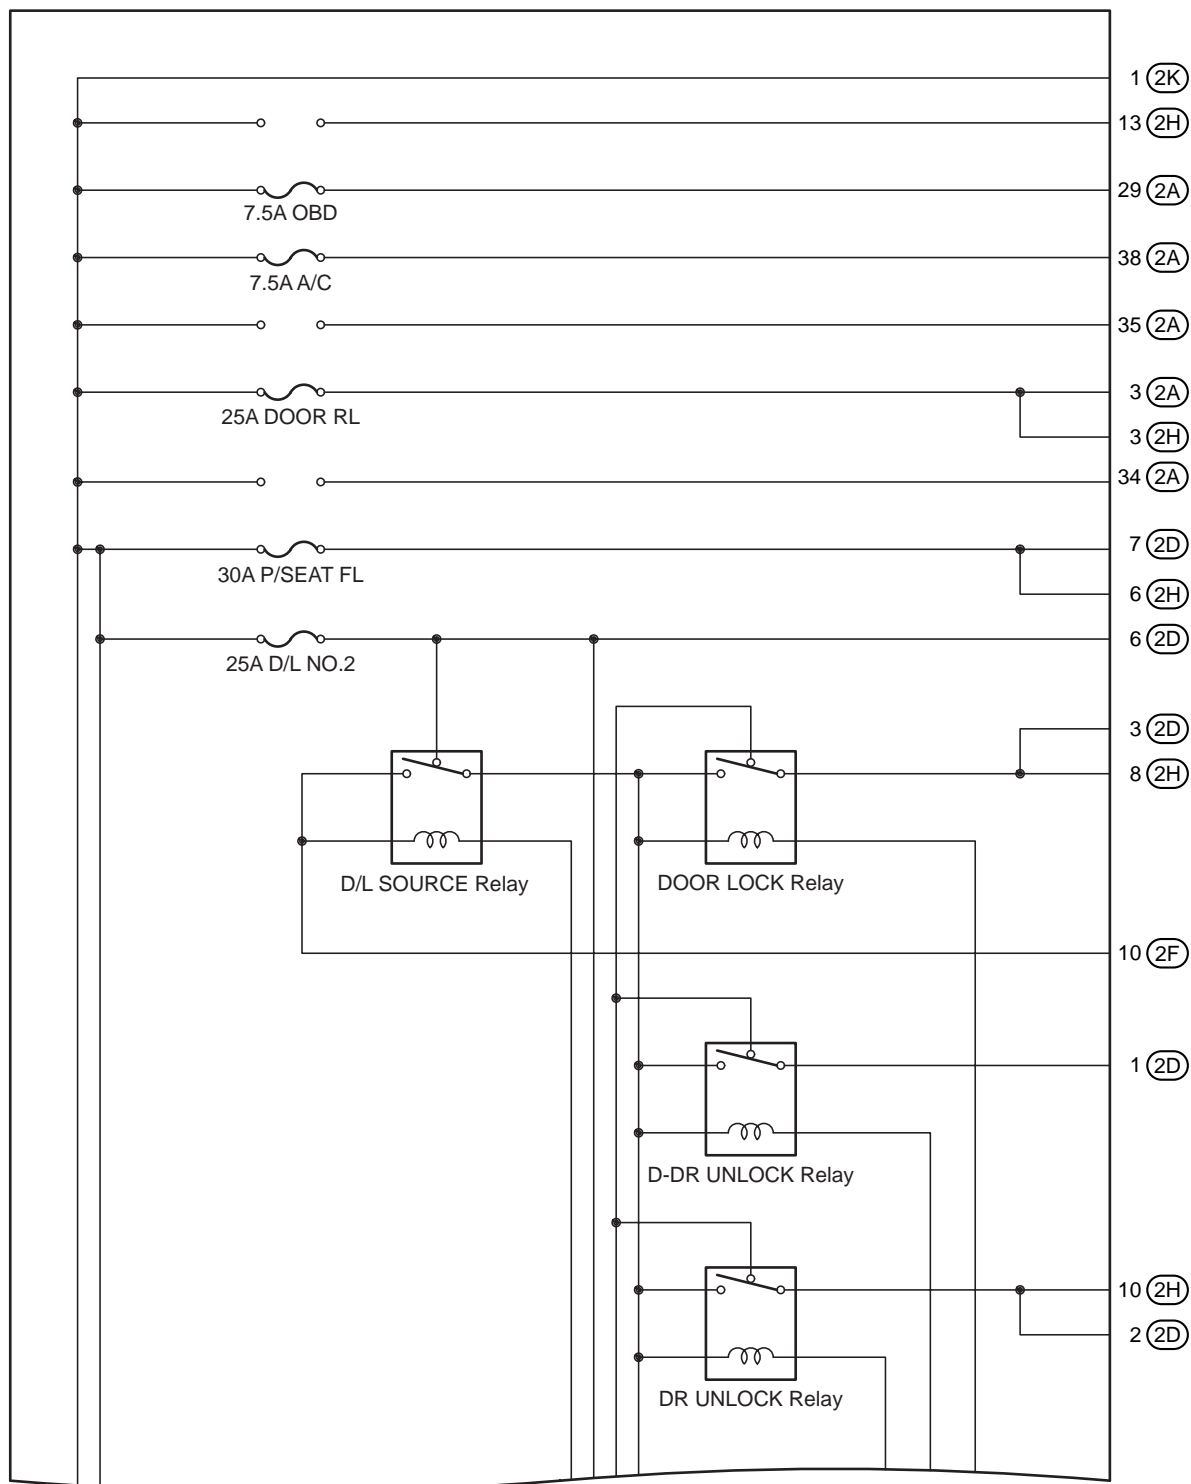 1 2K
13 2H
29 2A
7.5A OBD
38 2A
7.5A A/C
35 2A
3 2A
25A DOOR RL
3 2H
34 2A
7 2D
30A P/SEAT FL
6 2H
6 2D
25A D/L NO.2
3 2D
8 2H
D/L SOURCE Relay
DOOR LOCK Relay
10 2F
1 2D
D-DR UNLOCK Relay
10 2H
2 2D
DR UNLOCK Relay